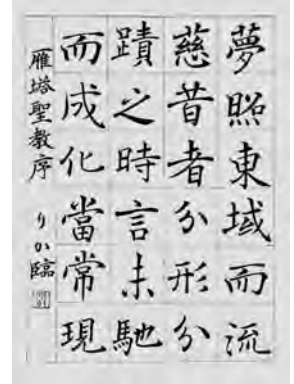 夢照東域而流
慈昔者分形分
蹟之時言未馳
而成化當常現
雁塔聖教序 りか臨